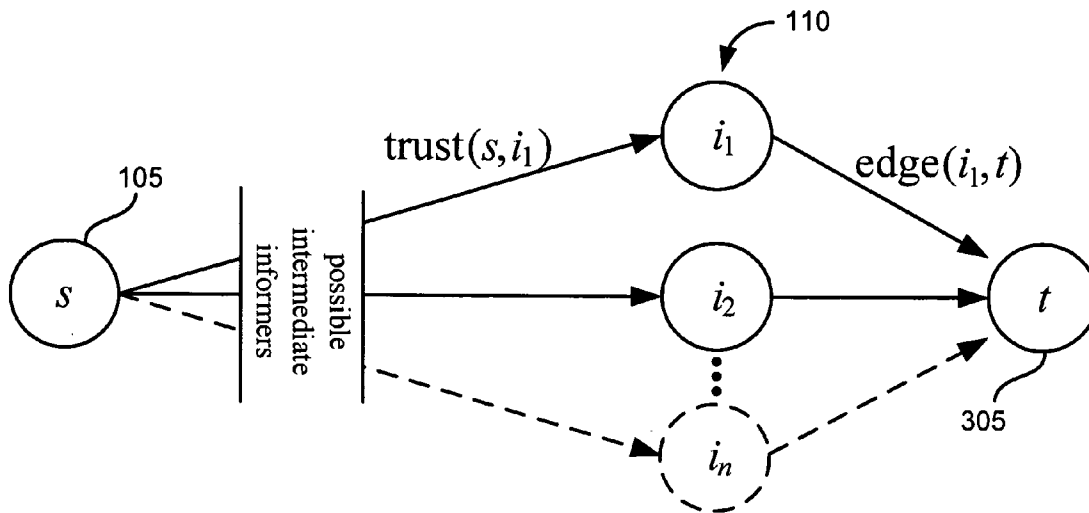 110
i₁
trust(s, i₁)
edge(i₁, t)
105
s
possible
intermediate
informers
i₂
t
iₙ
305